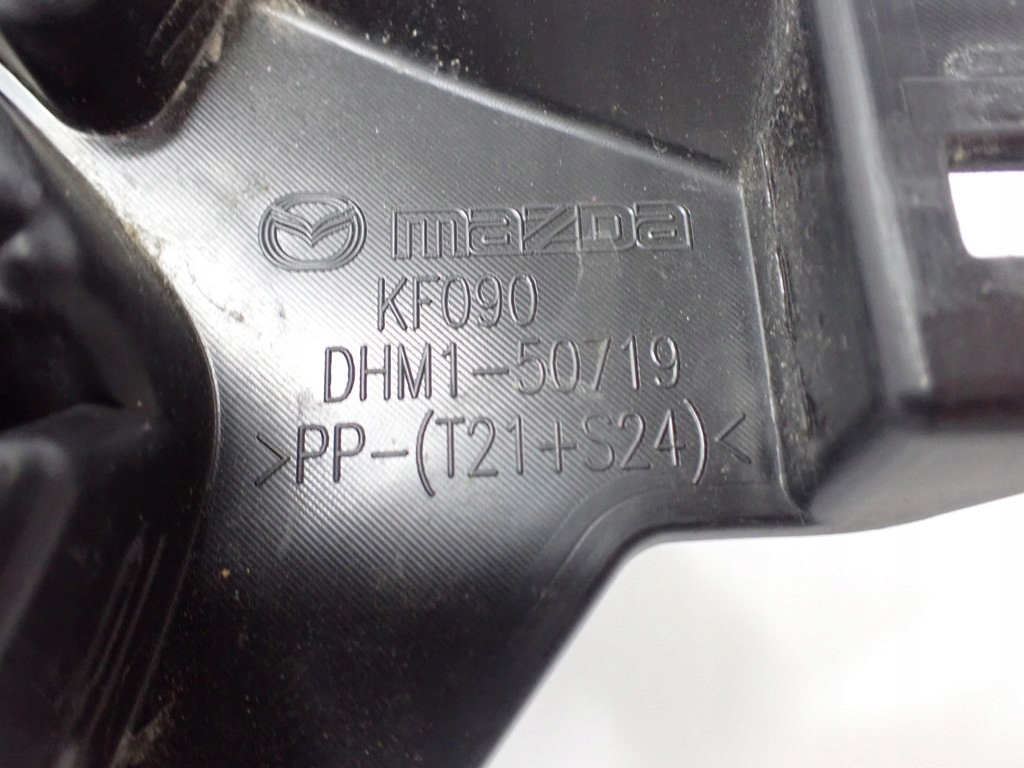 mazda
KF090
DHM1-50719
>PP-(T21+S24)<